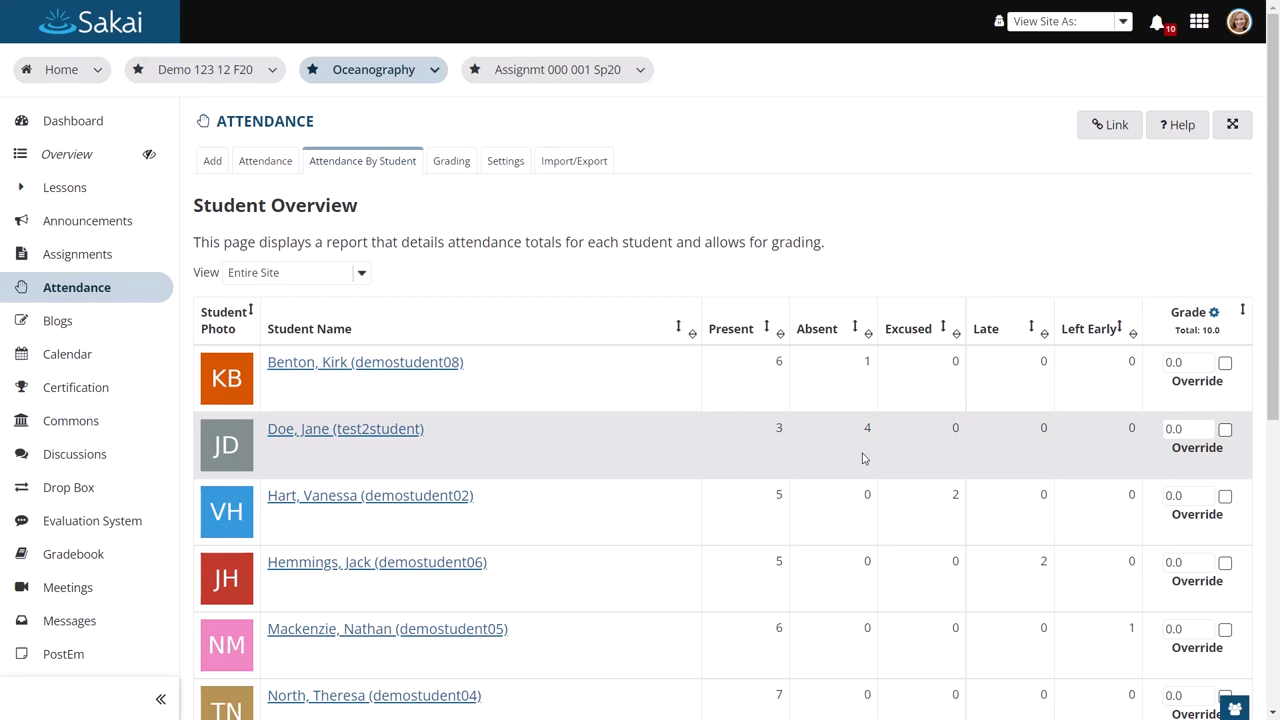 Sakai
View Site As:
10
Home
Demo 123 12 F20
Oceanography
Assignmt 000 001 Sp20
Dashboard
Overview
Lessons
Announcements
Assignments
Attendance
Blogs
Calendar
Certification
Commons
Discussions
Drop Box
Evaluation System
Gradebook
Meetings
Messages
PostEm
ATTENDANCE
Link
? Help
Add
Attendance
Attendance By Student
Grading
Settings
Import/Export
Student Overview
This page displays a report that details attendance totals for each student and allows for grading.
View Entire Site
Student Photo
Student Name
Present
Absent
Excused
Late
Left Early
Grade
Total: 10.0
KB Benton, Kirk (demostudent08) 6 1 0 0 0 0.0
Override
JD Doe, Jane (test2student) 3 4 0 0 0 0.0
Override
VH Hart, Vanessa (demostudent02) 5 0 2 0 0 0.0
Override
JH Hemmings, Jack (demostudent06) 5 0 0 2 0 0.0
Override
NM Mackenzie, Nathan (demostudent05) 6 0 0 0 1 0.0
Override
TN North, Theresa (demostudent04) 7 0 0 0 0 0.0
Override